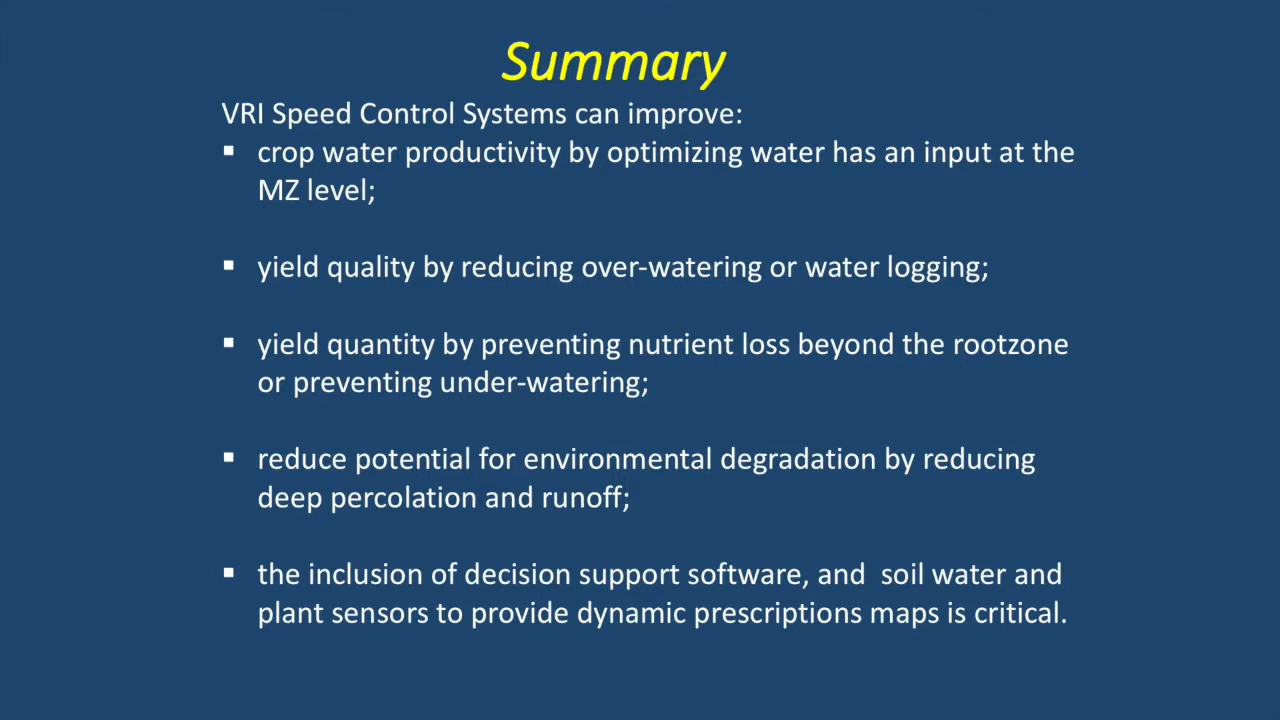 Summary
VRI Speed Control Systems can improve:
▪ crop water productivity by optimizing water has an input at the
MZ level;
▪ yield quality by reducing over-watering or water logging;
▪ yield quantity by preventing nutrient loss beyond the rootzone
or preventing under-watering;
▪ reduce potential for environmental degradation by reducing
deep percolation and runoff;
▪ the inclusion of decision support software, and  soil water and
plant sensors to provide dynamic prescriptions maps is critical.